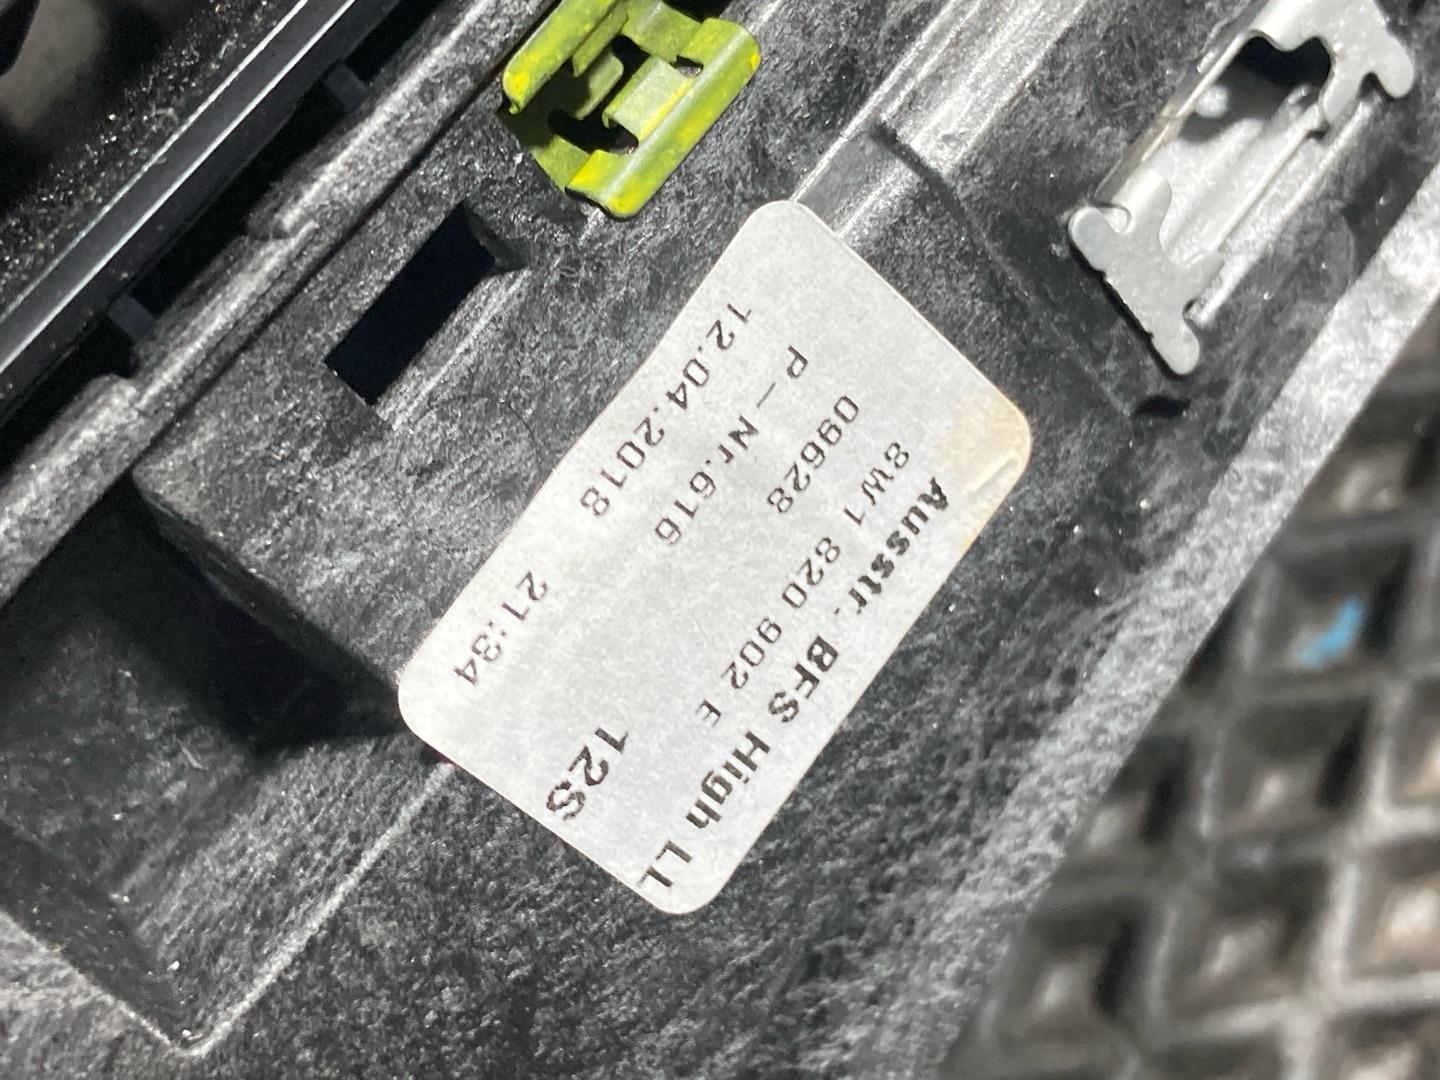 Ausstr. BFS High LL
8W1 820 902 E
09628
P-Nr.616
12S
12.04.2018 21:34